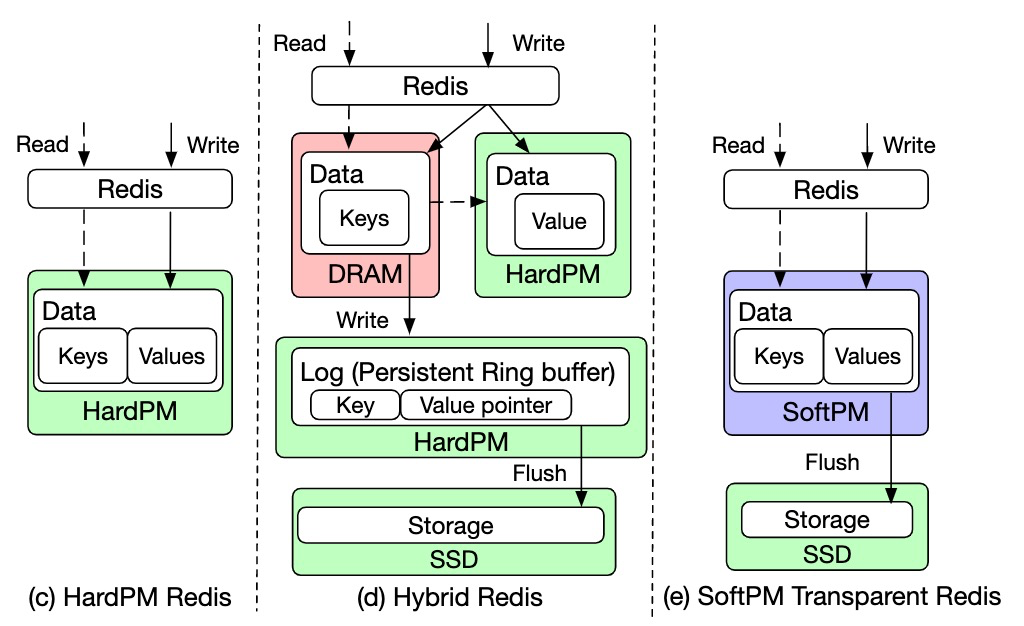 Read
Write
Redis
Data
Keys
Values
HardPM
(c) HardPM Redis
Read
Write
Redis
Data
Keys
DRAM
Data
Value
HardPM
Write
Log (Persistent Ring buffer)
Key
Value pointer
HardPM
Flush
Storage
SSD
(d) Hybrid Redis
Read
Write
Redis
Data
Keys
Values
SoftPM
Flush
Storage
SSD
(e) SoftPM Transparent Redis